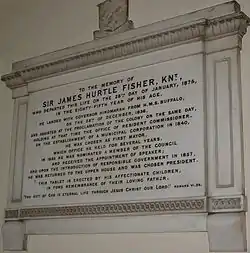 TO THE MEMORY OF
SIR JAMES HURTLE FISHER, KNT.
WHO DEPARTED THIS LIFE ON THE 28TH DAY OF JANUARY, 1875,
IN THE EIGHTY-FIFTH YEAR OF HIS AGE.
HE LANDED WITH GOVERNOR HINDMARSH FROM H.M.S. BUFFALO,
ON THE 28TH OF DECEMBER, 1836,
AND ASSISTED AT THE PROCLAMATION OF THE COLONY ON THE SAME DAY,
HOLDING AT THAT TIME THE OFFICE OF RESIDENT COMMISSIONER.
ON THE ESTABLISHMENT OF A MUNICIPAL CORPORATION IN 1840,
HE WAS CHOSEN AS FIRST MAYOR,
WHICH OFFICE HE HELD FOR SEVERAL YEARS.
IN HE WAS NOMINATED A MEMBER OF THE COUNCIL
AND RECEIVED THE APPOINTMENT OF SPEAKER;
AND UPON THE INTRODUCTION OF RESPONSIBLE GOVERNMENT IN 1857,
HE WAS RETURNED TO THE UPPER HOUSE AND WAS CHOSEN PRESIDENT.
THIS TABLET IS ERECTED BY HIS AFFECTIONATE CHILDREN,
IN FOND REMEMBRANCE OF THEIR LOVING FATHER.
"THE GIFT OF GOD IS ETERNAL LIFE THROUGH JESUS CHRIST OUR LORD." ROMANS VI. 23.